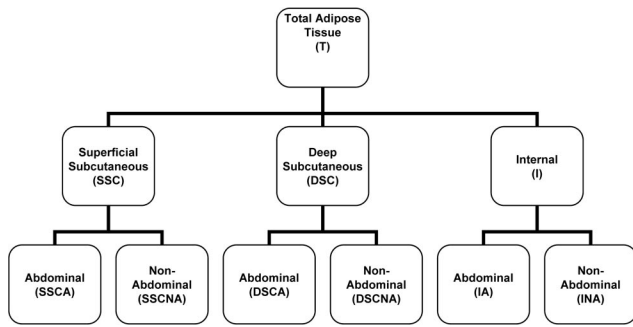 Total Adipose
Tissue
(T)
Superficial
Subcutaneous
(SSC)
Deep
Subcutaneous
(DSC)
Internal
(I)
Abdominal
(SSCA)
Non-
Abdominal
(SSCNA)
Abdominal
(DSCA)
Non-
Abdominal
(DSCNA)
Abdominal
(IA)
Non-
Abdominal
(INA)